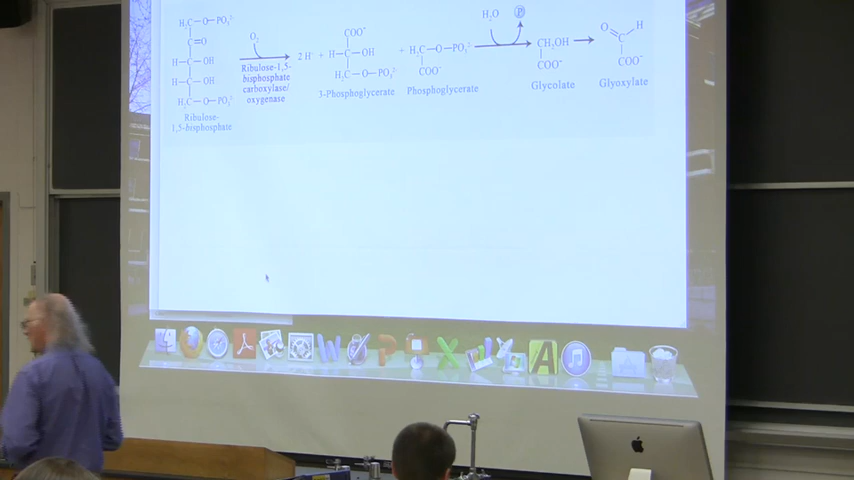 H₂C—O—PO₃²⁻
C=O
H—C—OH
H—C—OH
H₂C—O—PO₃²⁻
Ribulose-
1,5-bisphosphate
O₂
Ribulose-1,5-
bisphosphate
carboxylase/
oxygenase
2 H⁺ +
COO⁻
H—C—OH
H₂C—O—PO₃²⁻
3-Phosphoglycerate
+ H₂C—O—PO₃²⁻
COO⁻
Phosphoglycerate
H₂O
P
CH₂OH
COO⁻
Glycolate
O H
C
COO⁻
Glyoxylate